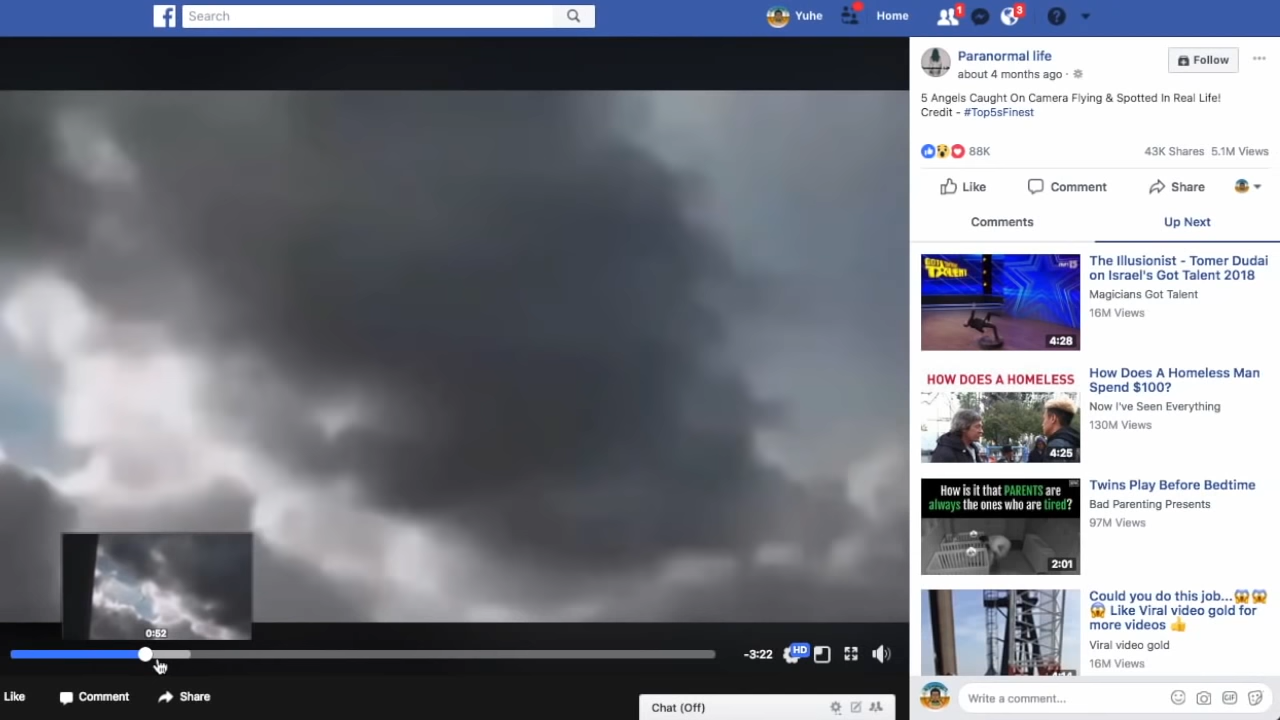 Search
Yuhe
Home
1
3
Paranormal life
about 4 months ago
Follow
5 Angels Caught On Camera Flying & Spotted In Real Life!
Credit - #Top5sFinest
88K
43K Shares 5.1M Views
Like
Comment
Share
Comments
Up Next
GOT TALENT
4:28
The Illusionist - Tomer Dudai
on Israel's Got Talent 2018
Magicians Got Talent
16M Views
HOW DOES A HOMELESS
4:25
How Does A Homeless Man
Spend $100?
Now I've Seen Everything
130M Views
How is it that PARENTS are
always the ones who are tired?
2:01
Twins Play Before Bedtime
Bad Parenting Presents
97M Views
Could you do this job...😱😱
😱 Like Viral video gold for
more videos 👍
Viral video gold
16M Views
0:52
-3:22
HD
Like
Comment
Share
Chat (Off)
Write a comment...
GIF